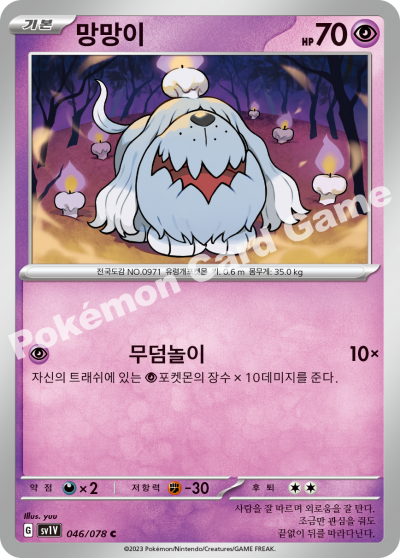 기본 망망이 HP 70
전국도감 NO.0971 유령개포켓몬 키: 0.6 m 몸무게: 35.0 kg
Pokémon Card Game
무덤놀이 10×
자신의 트래쉬에 있는 포켓몬의 장수 × 10데미지를 준다.
약점 ×2 저항력 -30 후퇴
Illus. yuu
G sv1V 046/078 C
사람을 잘 따르며 외로움을 잘 탄다.
조금만 관심을 줘도
끝없이 뒤를 따라다닌다.
©2023 Pokémon/Nintendo/Creatures/GAME FREAK.